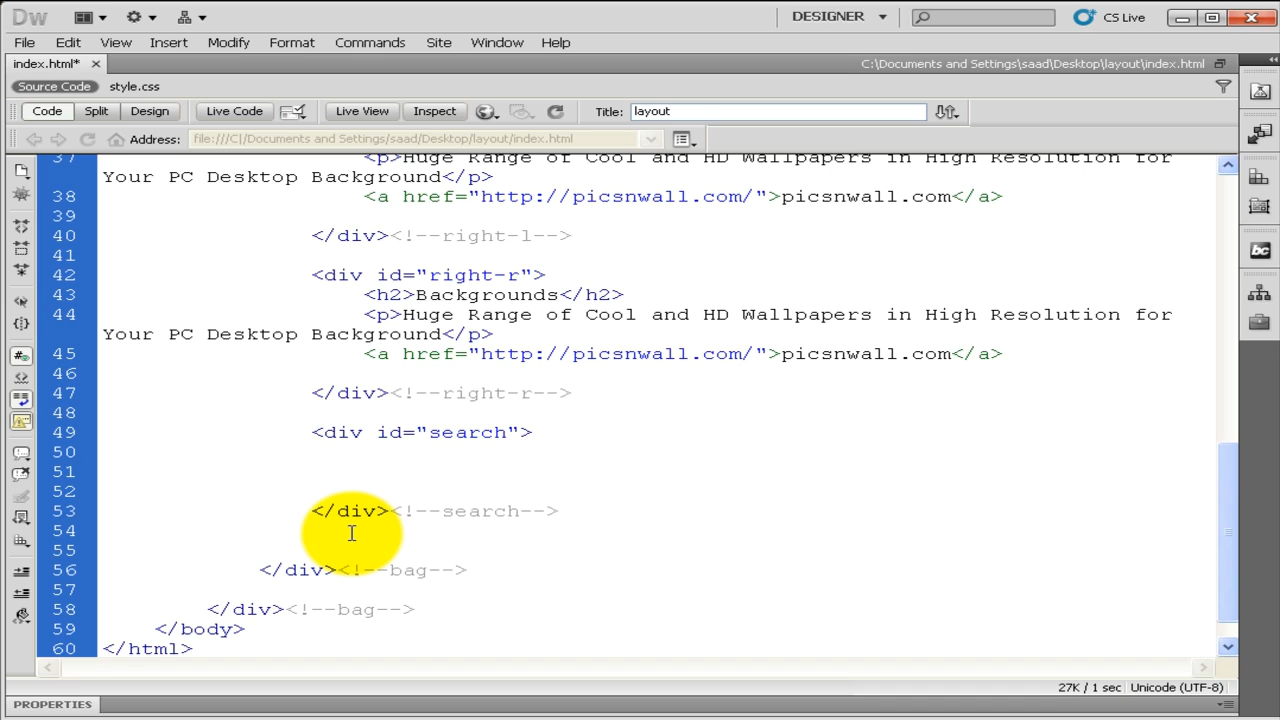 Dw DESIGNER CS Live
File Edit View Insert Modify Format Commands Site Window Help
index.html* C:\Documents and Settings\saad\Desktop\layout\index.html
Source Code style.css
Code Split Design Live Code Live View Inspect Title: layout
Address: file:///C|/Documents and Settings/saad/Desktop/layout/index.html
37 <p>Huge Range of Cool and HD Wallpapers in High Resolution for
Your PC Desktop Background</p>
38 <a href="http://picsnwall.com/">picsnwall.com</a>
39
40 </div><!--right-l-->
41
42 <div id="right-r">
43 <h2>Backgrounds</h2>
44 <p>Huge Range of Cool and HD Wallpapers in High Resolution for
Your PC Desktop Background</p>
45 <a href="http://picsnwall.com/">picsnwall.com</a>
46
47 </div><!--right-r-->
48
49 <div id="search">
50
51
52
53 </div><!--search-->
54
55
56 </div><!--bag-->
57
58 </div><!--bag-->
59 </body>
60 </html>
27K / 1 sec Unicode (UTF-8)
PROPERTIES
bc